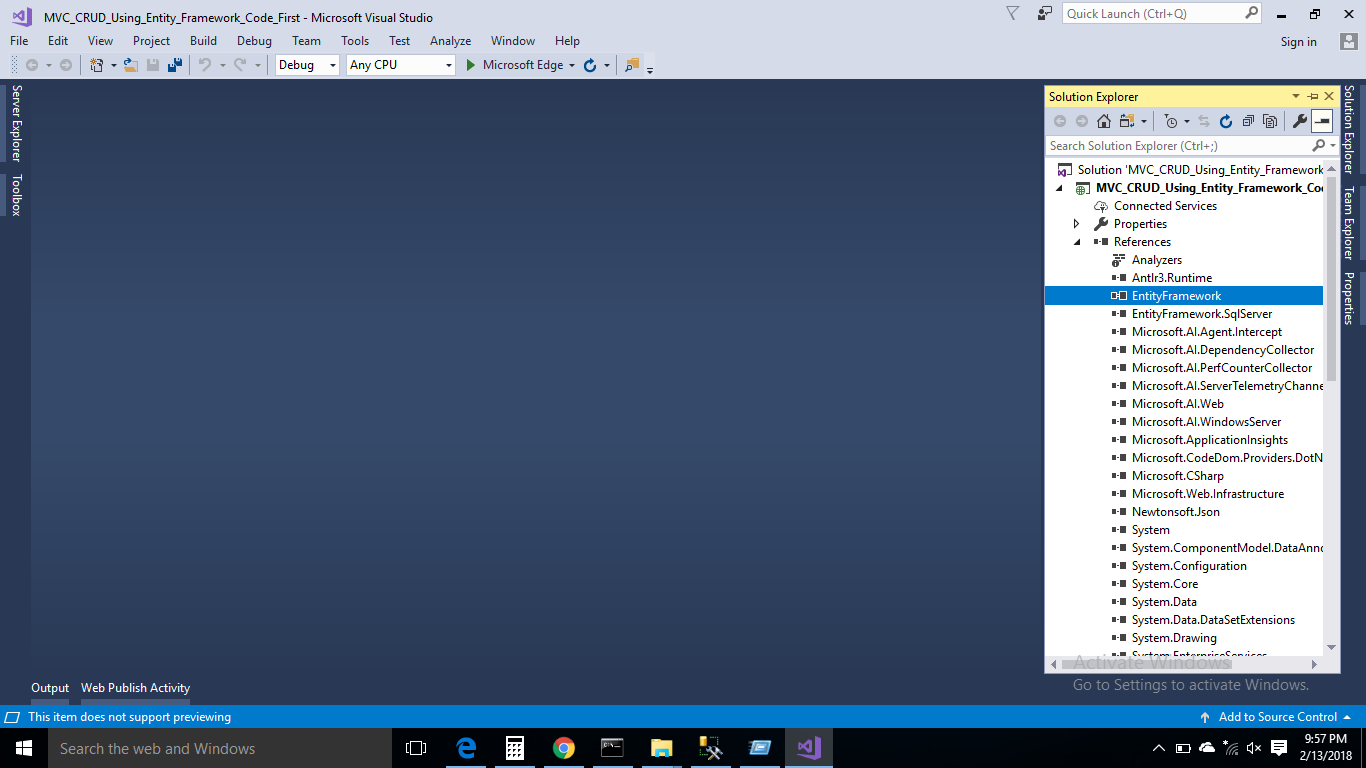 MVC_CRUD_Using_Entity_Framework_Code_First - Microsoft Visual Studio
Quick Launch (Ctrl+Q)
File Edit View Project Build Debug Team Tools Test Analyze Window Help
Sign in
Debug Any CPU Microsoft Edge
Server Explorer
Toolbox
Solution Explorer
Search Solution Explorer (Ctrl+;)
Solution 'MVC_CRUD_Using_Entity_Framework
MVC_CRUD_Using_Entity_Framework_Co
Connected Services
Properties
References
Analyzers
Antlr3.Runtime
EntityFramework
EntityFramework.SqlServer
Microsoft.AI.Agent.Intercept
Microsoft.AI.DependencyCollector
Microsoft.AI.PerfCounterCollector
Microsoft.AI.ServerTelemetryChanne
Microsoft.AI.Web
Microsoft.AI.WindowsServer
Microsoft.ApplicationInsights
Microsoft.CodeDom.Providers.DotN
Microsoft.CSharp
Microsoft.Web.Infrastructure
Newtonsoft.Json
System
System.ComponentModel.DataAnno
System.Configuration
System.Core
System.Data
System.Data.DataSetExtensions
System.Drawing
System.EnterpriseServices
Solution Explorer
Team Explorer
Properties
Activate Windows
Go to Settings to activate Windows.
Output Web Publish Activity
This item does not support previewing
Add to Source Control
Search the web and Windows
9:57 PM
2/13/2018